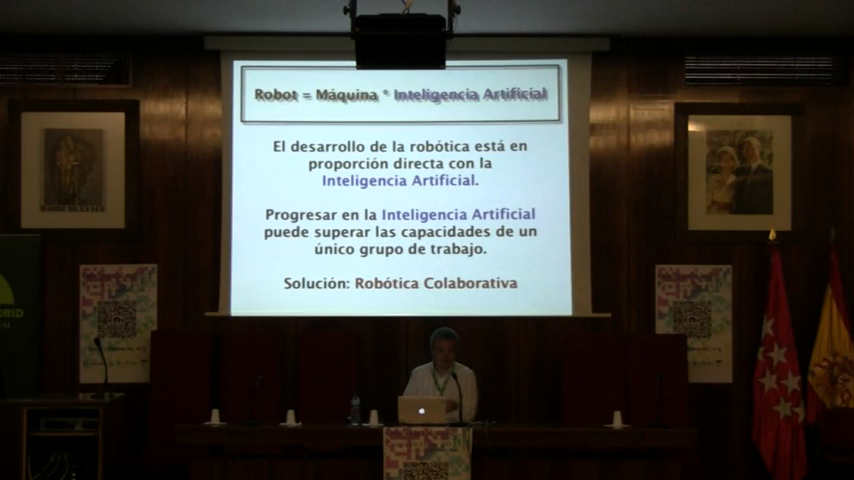 Robot = Máquina * Inteligencia Artificial
El desarrollo de la robótica está en
proporción directa con la
Inteligencia Artificial.
Progresar en la Inteligencia Artificial
puede superar las capacidades de un
único grupo de trabajo.
Solución: Robótica Colaborativa